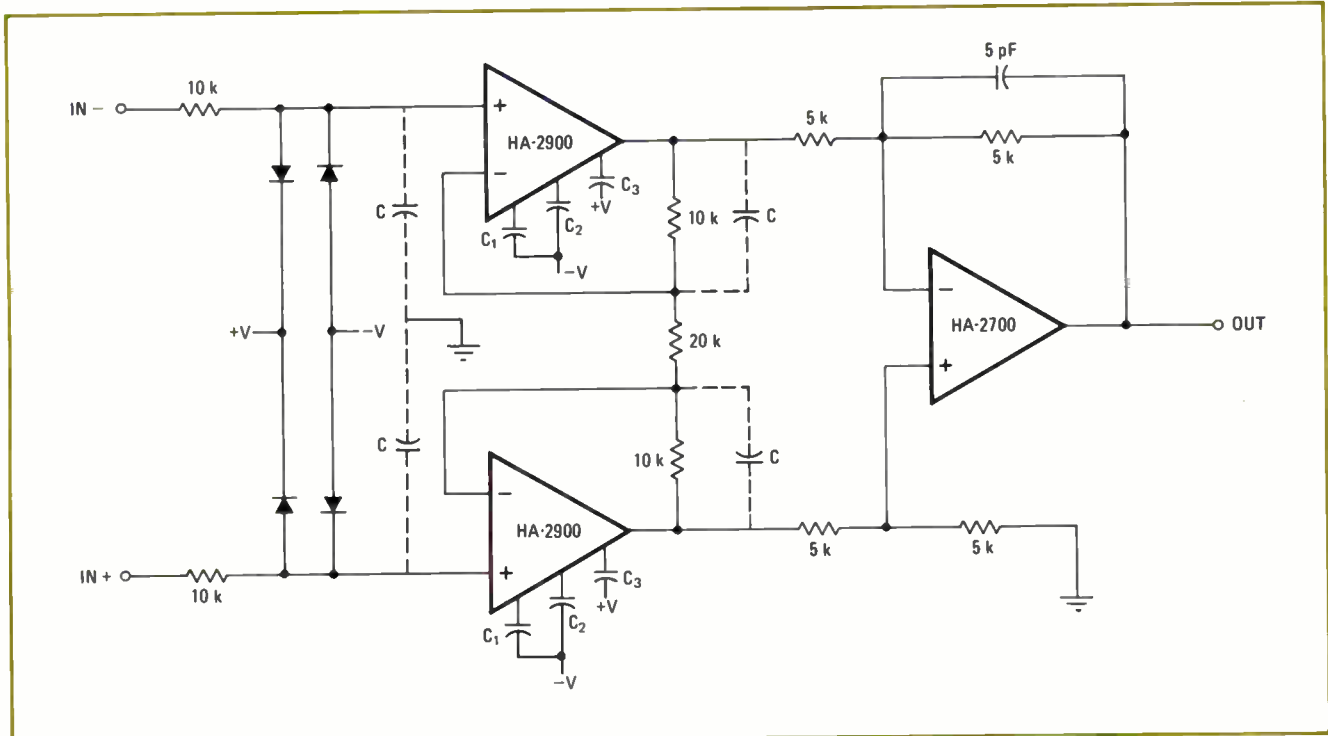 5 pF
10 k
IN −
+
HA-2900
−
C3
+V
C1
C2
−V
C
10 k
C
5 k
5 k
+V
−V
20 k
−
HA-2700
+
OUT
C
10 k
C
−
HA-2900
+
C3
+V
C1
C2
−V
5 k
5 k
IN +
10 k